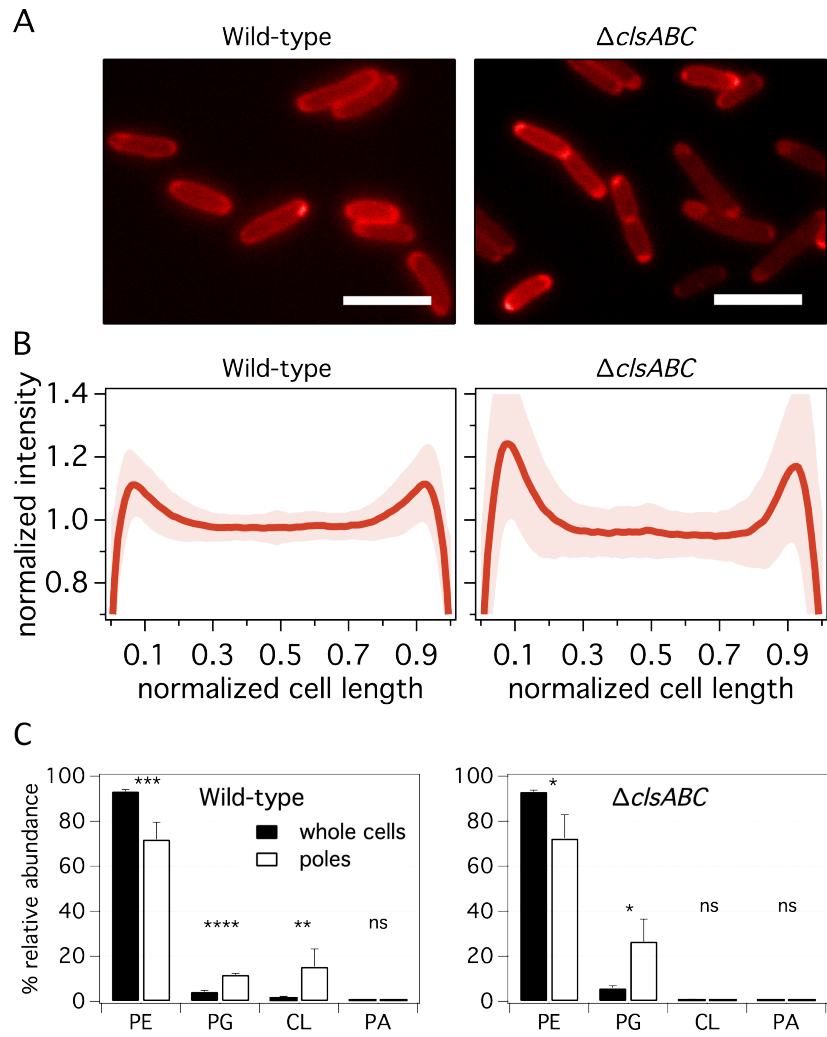 A
Wild-type
ΔclsABC
B
Wild-type
ΔclsABC
normalized intensity
1.4
1.2
1.0
0.8
0.1 0.3 0.5 0.7 0.9
0.1 0.3 0.5 0.7 0.9
normalized cell length
normalized cell length
C
% relative abundance
100
80
60
40
20
0
***
Wild-type
whole cells
poles
****
**
ns
PE PG CL PA
100
80
60
40
20
0
*
ΔclsABC
*
ns
ns
PE PG CL PA